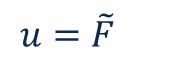 u = F̃